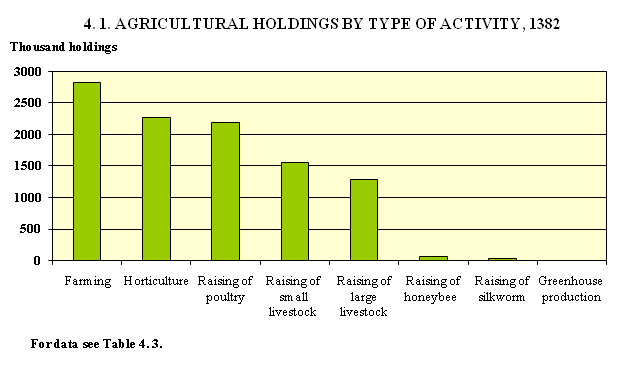 4. 1. AGRICULTURAL HOLDINGS BY TYPE OF ACTIVITY, 1382
Thousand holdings
3000
2500
2000
1500
1000
500
0
Farming
Horticulture
Raising of
poultry
Raising of
small
livestock
Raising of
large
livestock
Raising of
honeybee
Raising of
silkworm
Greenhouse
production
For data see Table 4. 3.